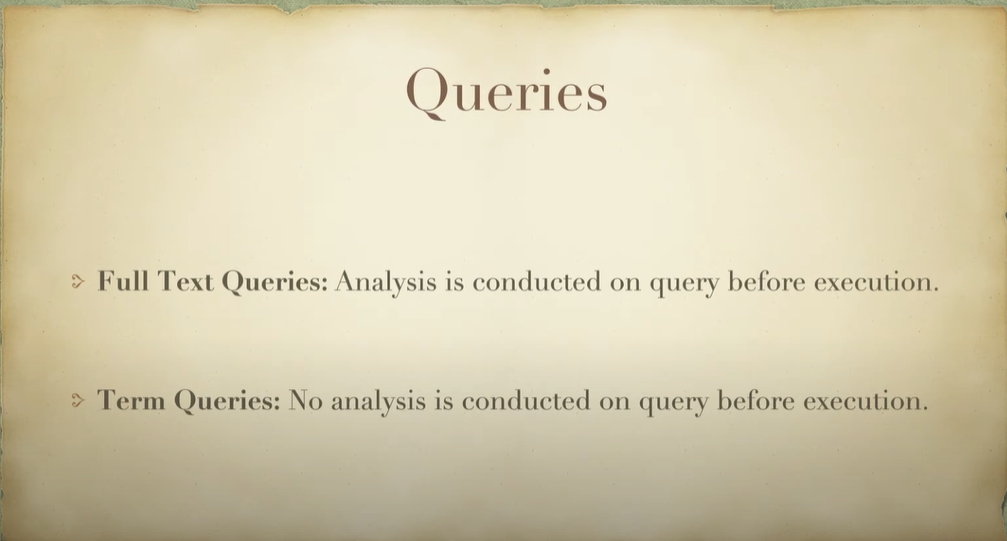 Queries
Full Text Queries: Analysis is conducted on query before execution.
Term Queries: No analysis is conducted on query before execution.